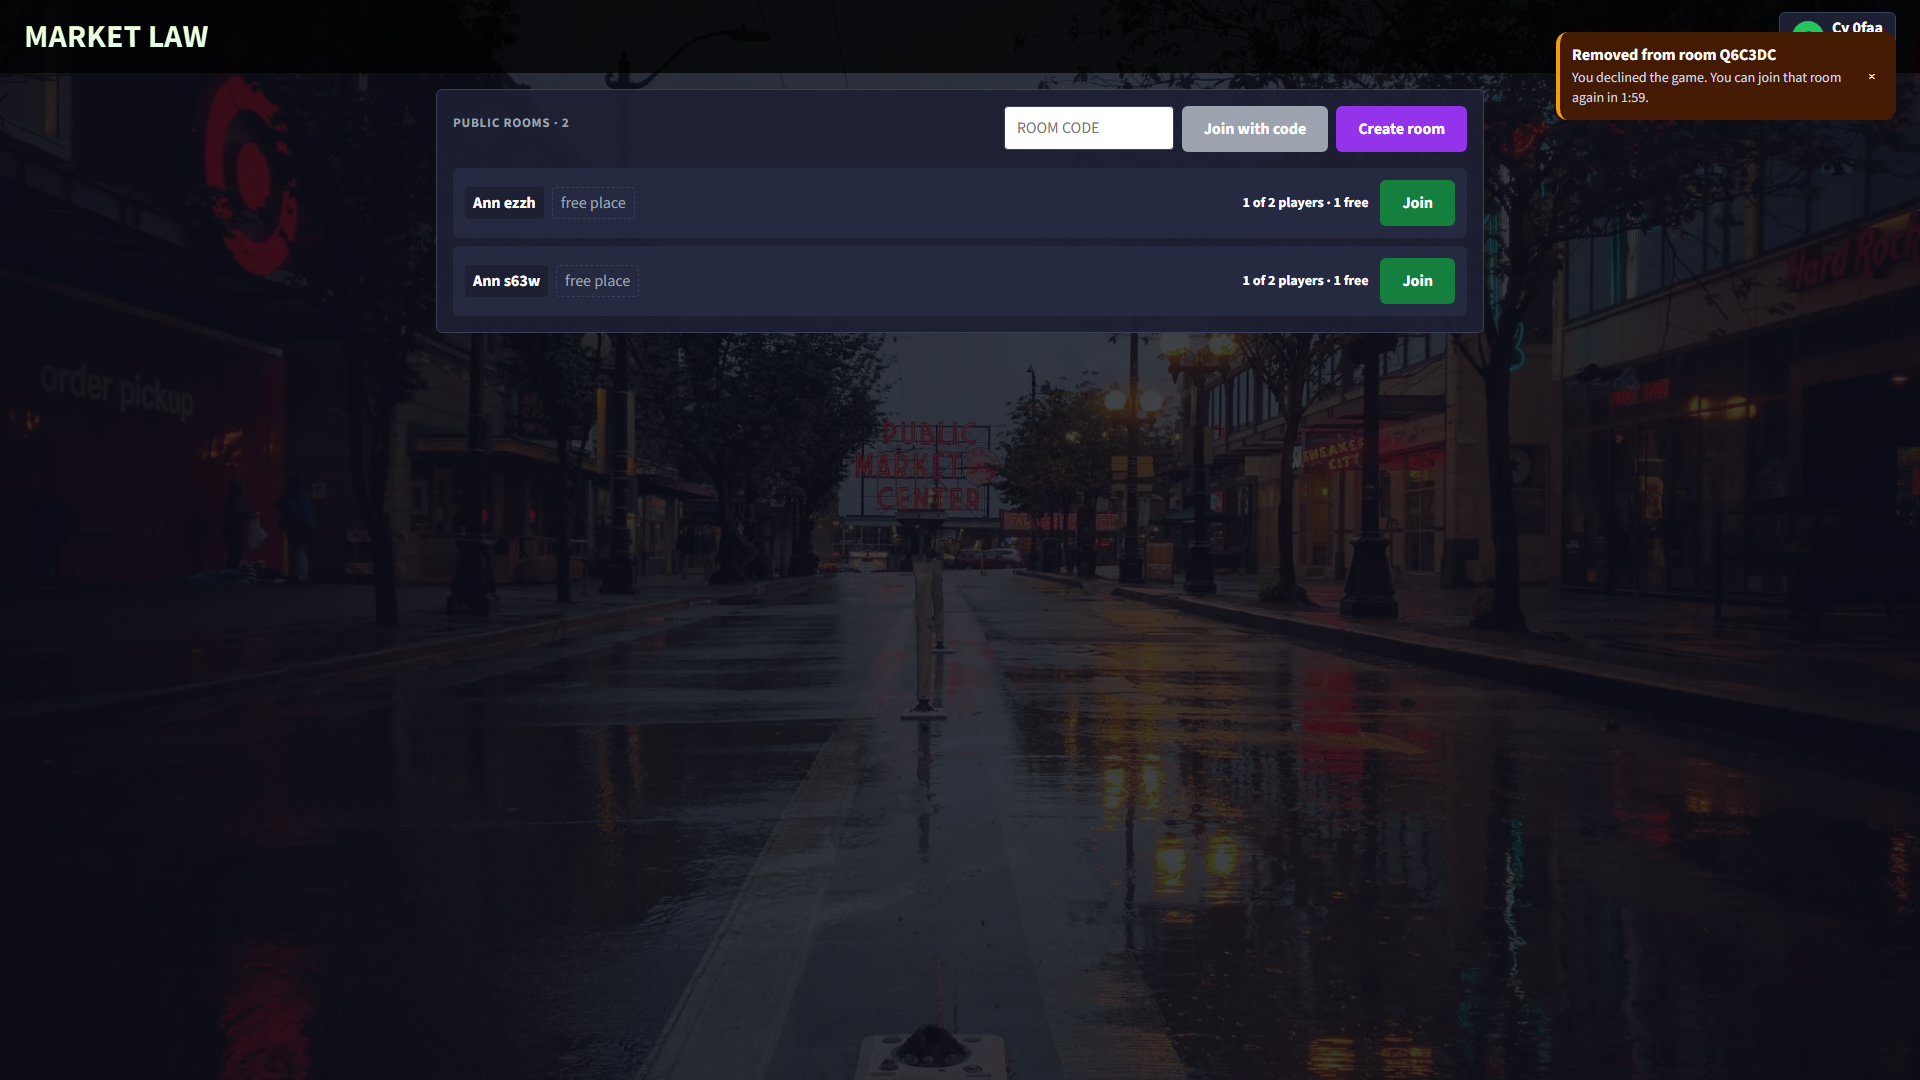 MARKET LAW
Cy 0faa
Removed from room Q6C3DC
You declined the game. You can join that room
again in 1:59.
×
PUBLIC ROOMS · 2
ROOM CODE
Join with code
Create room
Ann ezzh
free place
1 of 2 players · 1 free
Join
Ann s63w
free place
1 of 2 players · 1 free
Join
order pickup
Hard Rock
PUBLIC
MARKET
CENTER
SNEAKER
CITY